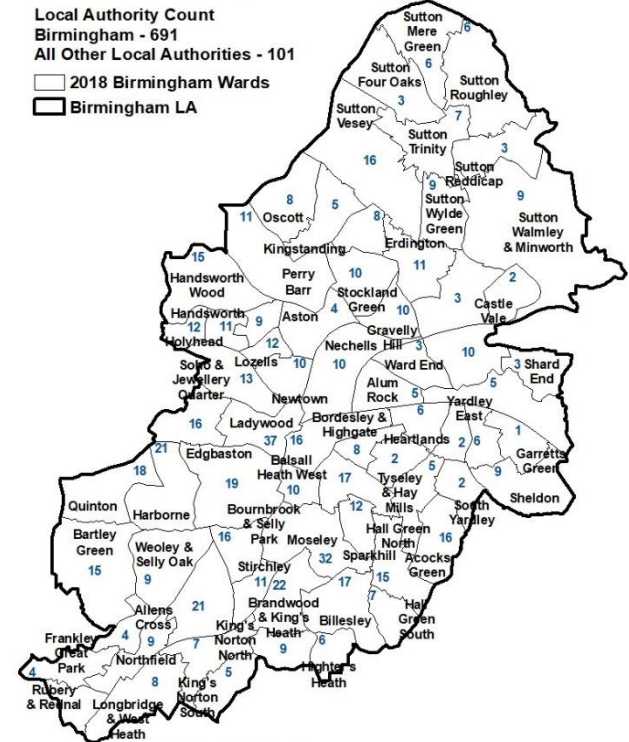 Local Authority Count
Birmingham - 691
All Other Local Authorities - 101
2018 Birmingham Wards
Birmingham LA
Sutton
Mere
Green
6
6
Sutton
Four Oaks
3
Sutton
Roughley
Sutton
Vesey
7
Sutton
Trinity
3
16
Sutton
Reddicap
9
Sutton
Wylde
Green
9
Sutton
Walmley
& Minworth
8
5
11
Oscott
8
Kingstanding
Erdington
15
11
Handsworth
Wood
Perry
Barr
10
2
Stockland
Green
3
Castle
Vale
Handsworth
4
10
12
11
9
Aston
Gravelly
Hill
Holyhead
12
Nechells
3
10
Soho &
Jewellery
Quarter
Lozells
10
10
Ward End
3
Shard
End
13
Alum
Rock
5
5
Newtown
Yardley
East
6
16
Ladywood
Bordesley &
Highgate
1
21
37
16
Heartlands
2
6
Edgbaston
8
Garretts
Green
18
Balsall
Heath West
2
5
9
19
17
Tyseley
& Hay
Mills
2
10
Sheldon
Quinton
Harborne
12
South
Yardley
Bournbrook
& Selly
Park
Bartley
Green
16
Moseley
Hall Green
North
16
Weoley &
Selly Oak
32
Sparkhill
Acocks
Green
15
Stirchley
9
11
22
17
15
21
Brandwood
& King's
Heath
7
Hall
Green
South
Allens
Cross
Billesley
4
9
King's
Norton
North
6
Frankley
Great
Park
7
9
Northfield
Highter's
Heath
4
5
Rubery
& Rednal
8
King's
Norton
South
Longbridge
& West
Heath